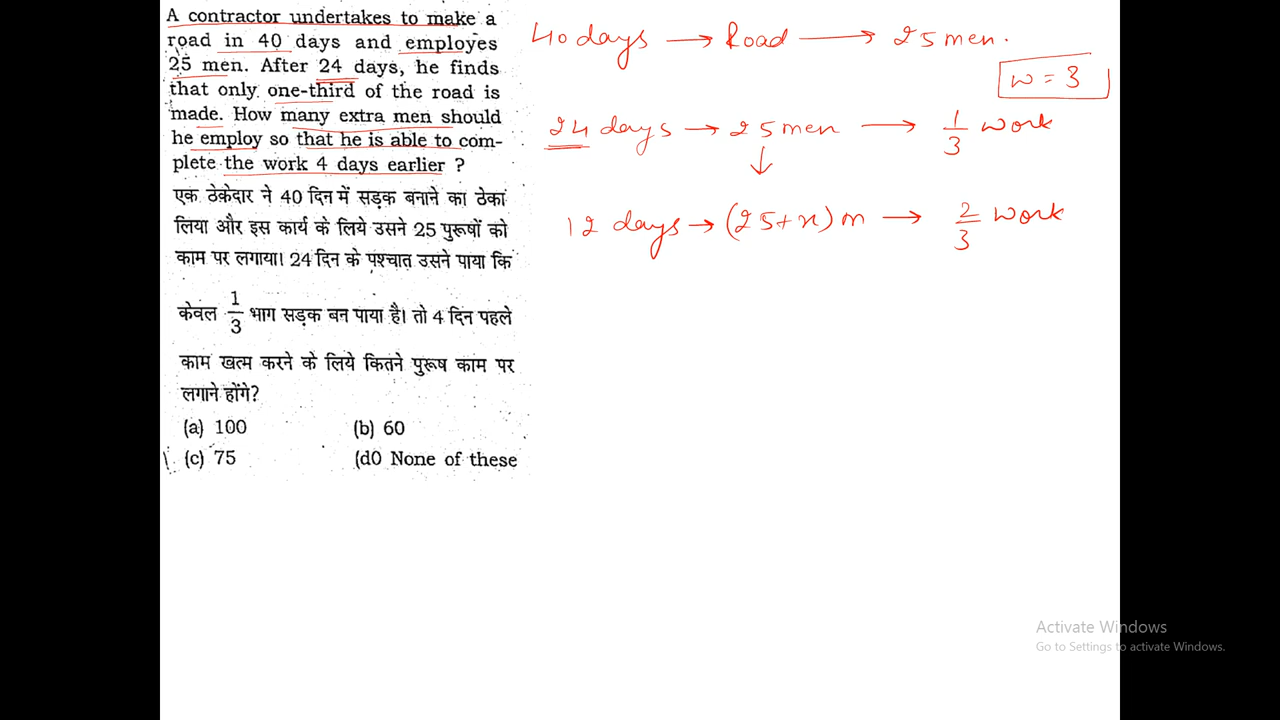 A contractor undertakes to make a
road in 40 days and employes
25 men. After 24 days, he finds
that only one-third of the road is
made. How many extra men should
he employ so that he is able to com-
plete the work 4 days earlier ?
एक ठेकेदार ने 40 दिन में सड़क बनाने का ठेका
लिया और इस कार्य के लिये उसने 25 पुरूषों को
काम पर लगाया। 24 दिन के पश्चात उसने पाया कि
केवल 1/3 भाग सड़क बन पाया है। तो 4 दिन पहले
काम खत्म करने के लिये कितने पुरूष काम पर
लगाने होंगे?
(a) 100 (b) 60
(c) 75 (d0 None of these
40 days → Road → 25 men.
w = 3
24 days → 25 men → 1/3 work
↓
12 days → (25+x)m → 2/3 work
Activate Windows
Go to Settings to activate Windows.